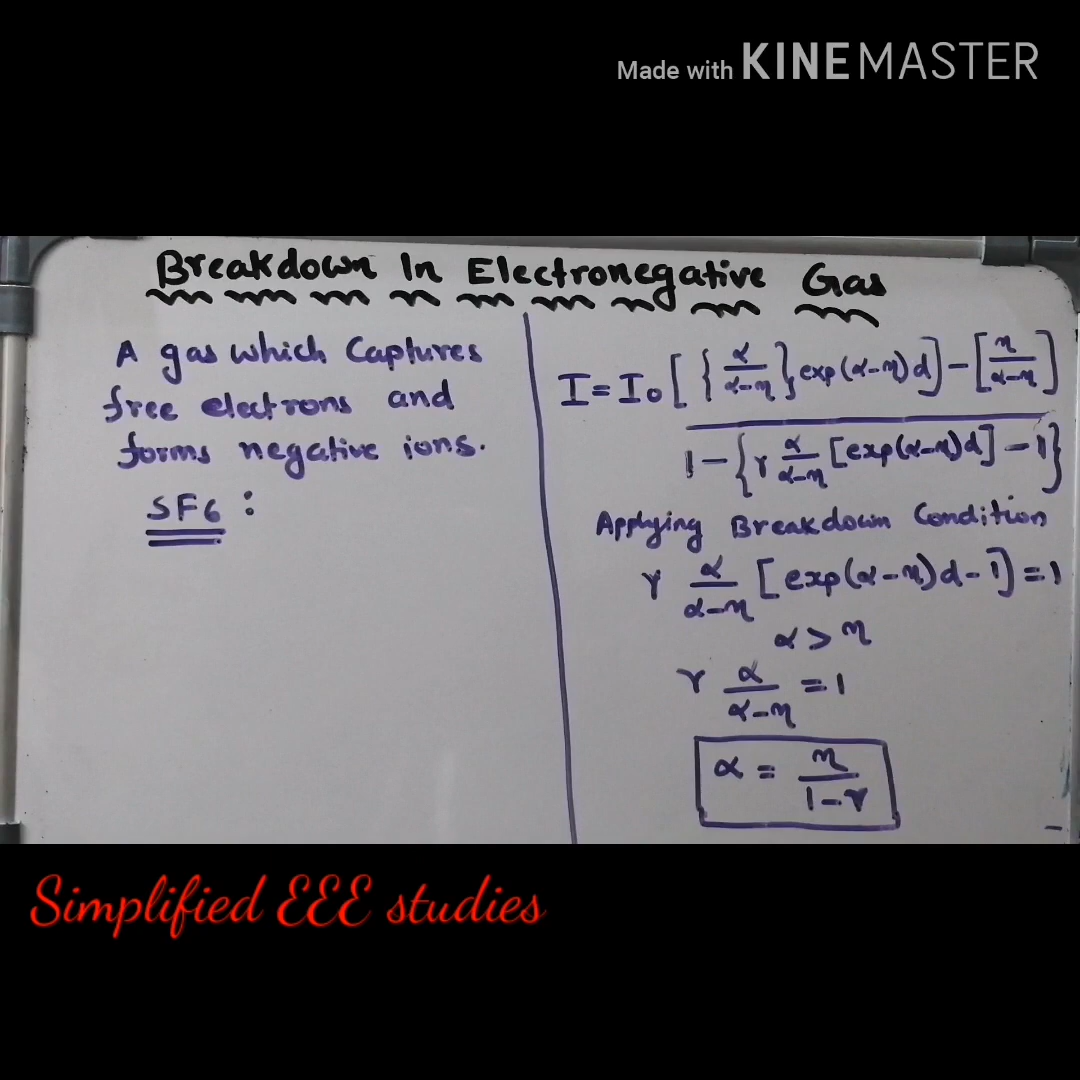 Made with KINEMASTER
Breakdown In Electronegative Gas
A gas which Captures
free electrons and
forms negative ions.
SF6 :
I = I₀ [ { α/α-η } exp(α-η)d ] - [ η/α-η ]
1 - { γ α/α-η [exp(α-η)d] - 1 }
Applying Breakdown Condition
γ α/α-η [exp(α-η)d-1] = 1
α > η
γ α/α-η = 1
α = η/1-γ
Simplified EEE studies